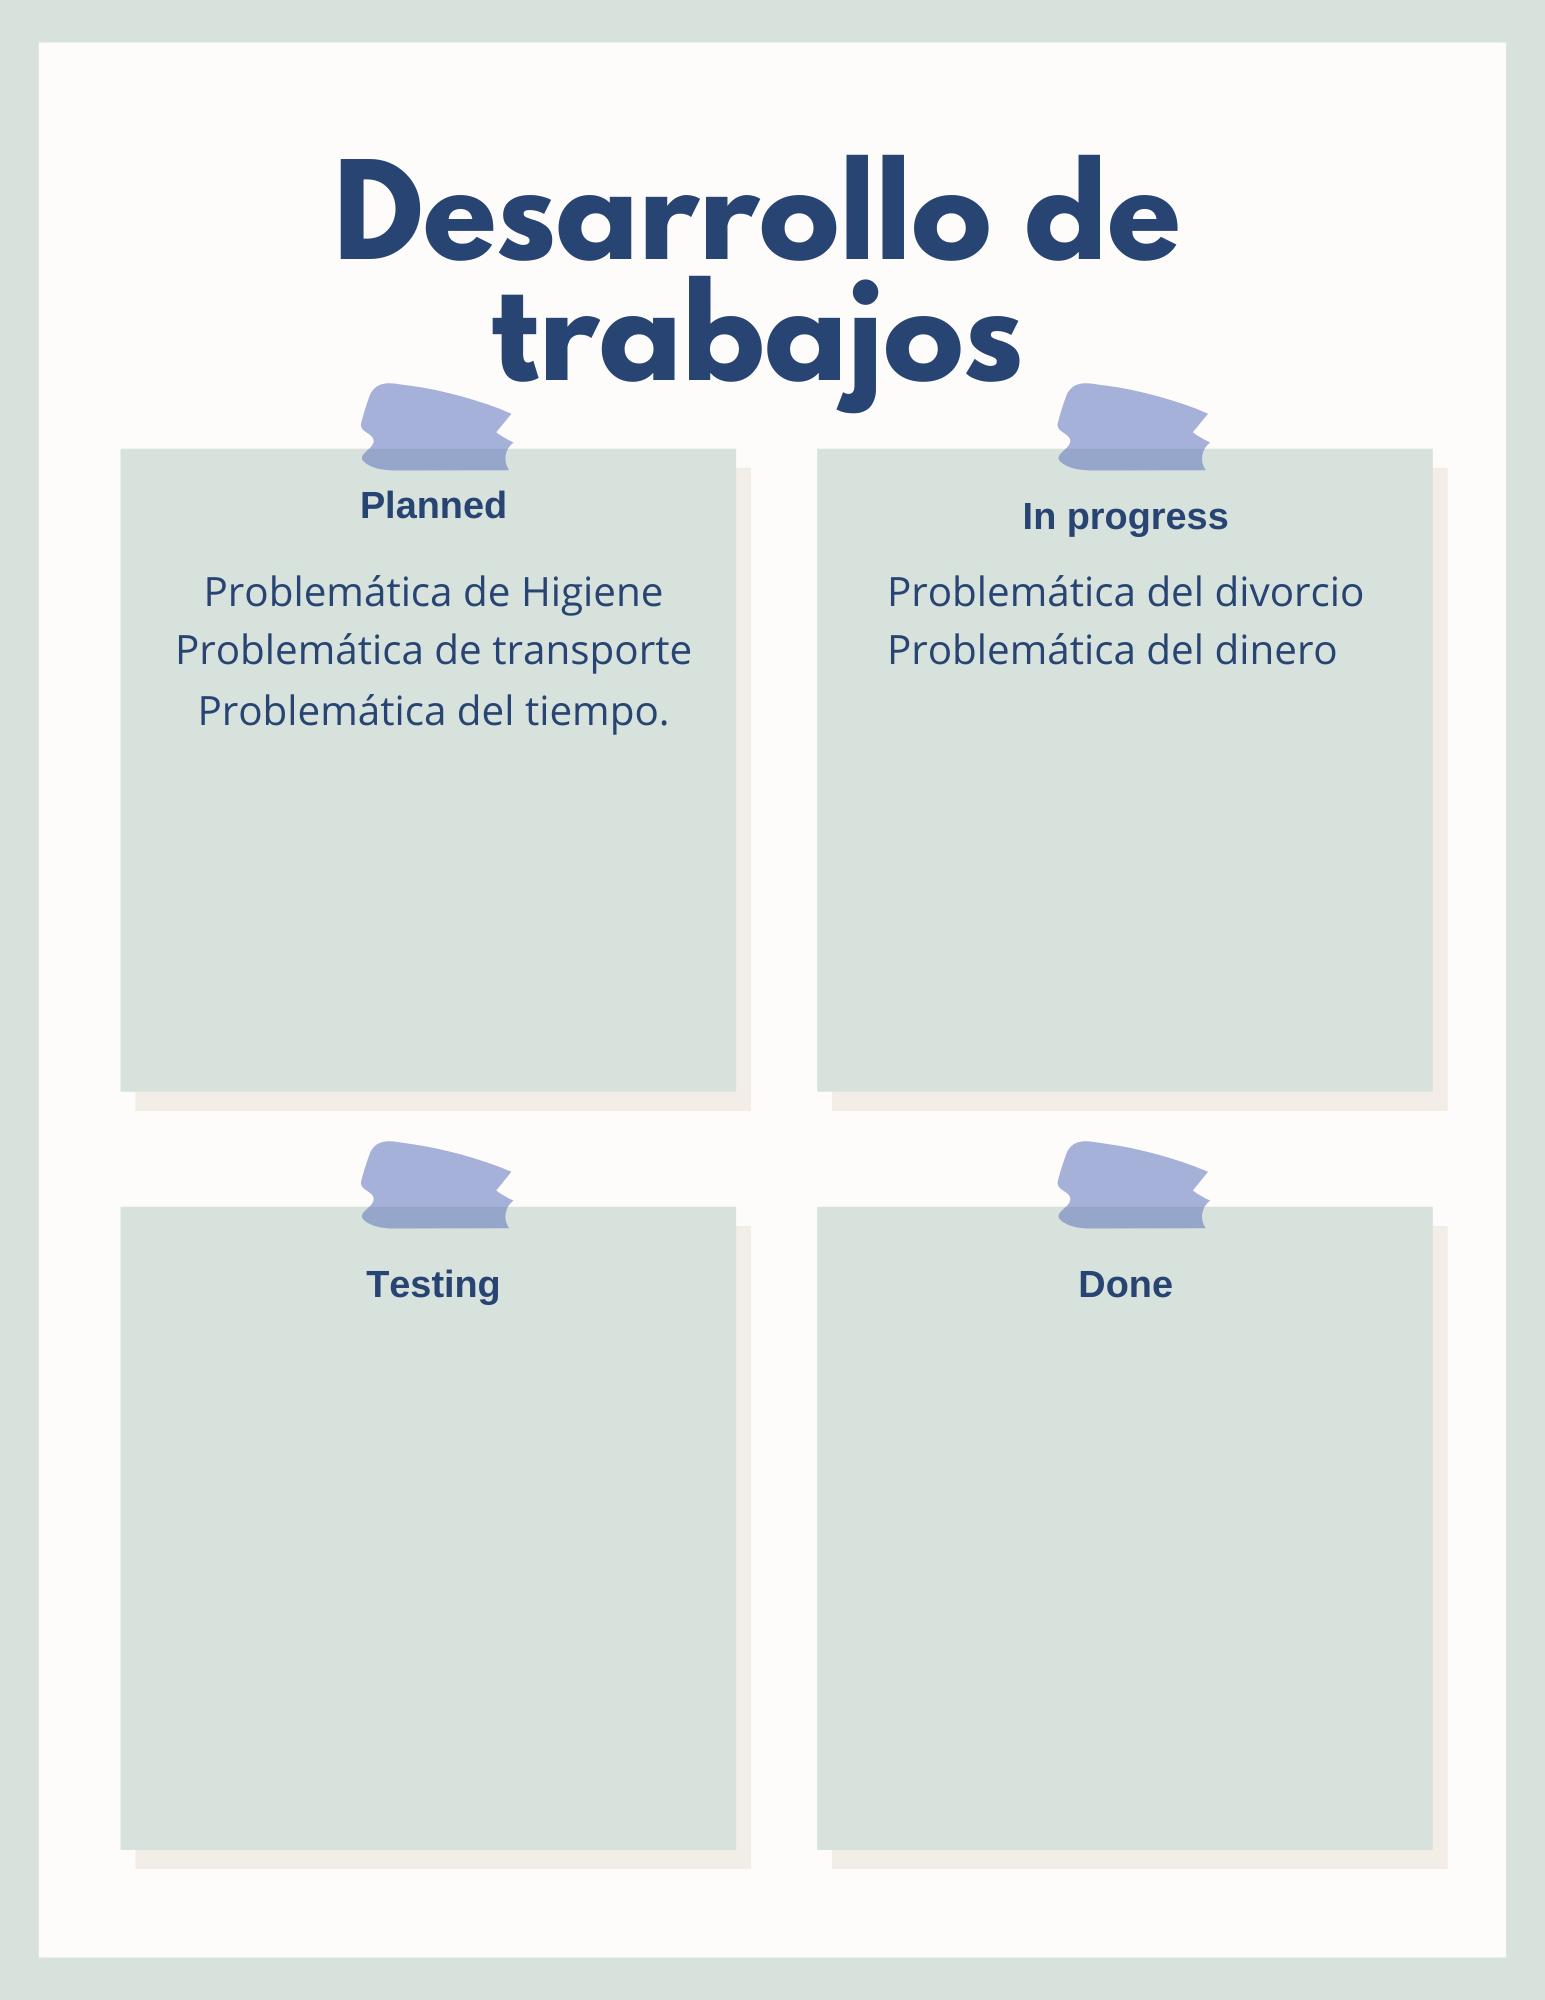 Desarrollo de
trabajos
Planned
Problemática de Higiene
Problemática de transporte
Problemática del tiempo.
In progress
Problemática del divorcio
Problemática del dinero
Testing
Done